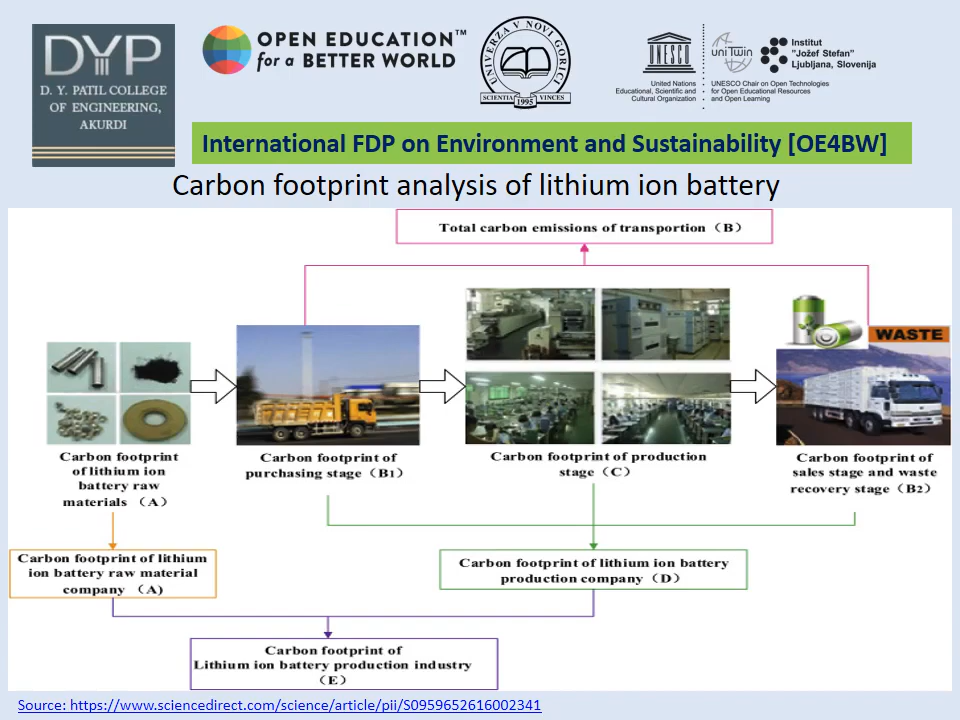 DYP
D. Y. PATIL COLLEGE
OF ENGINEERING,
AKURDI
OPEN EDUCATION™
for a BETTER WORLD
UNIVERZA V NOVI GORICI
SCIENTIA VINCES
1995
UNESCO
United Nations
Educational, Scientific and
Cultural Organization
uniTwin
UNESCO Chair on Open Technologies
for Open Educational Resources
and Open Learning
Institut
"Jožef Stefan"
Ljubljana, Slovenija
International FDP on Environment and Sustainability [OE4BW]
Carbon footprint analysis of lithium ion battery
Total carbon emissions of transportion（B）
WASTE
Carbon footprint
of lithium ion
battery raw
materials （A）
Carbon footprint of
purchasing stage（B1）
Carbon footprint of production
stage（C）
Carbon footprint of
sales stage and waste
recovery stage（B2）
Carbon footprint of lithium
ion battery raw material
company （A）
Carbon footprint of lithium ion battery
production company（D）
Carbon footprint of
Lithium ion battery production industry
（E）
Source: https://www.sciencedirect.com/science/article/pii/S0959652616002341